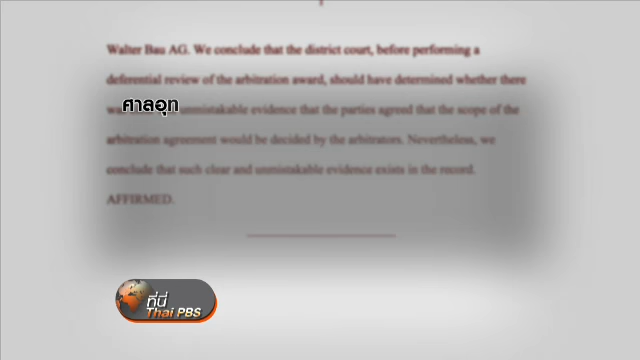 Walter Bau AG. We conclude that the district court, before performing a
deferential review of the arbitration award, should have determined whether there
ศาลอุท
unmistakable evidence that the parties agreed that the scope of the
arbitration agreement would be decided by the arbitrators. Nevertheless, we
conclude that such clear and unmistakable evidence exists in the record.
AFFIRMED.
ที่นี่
Thai PBS